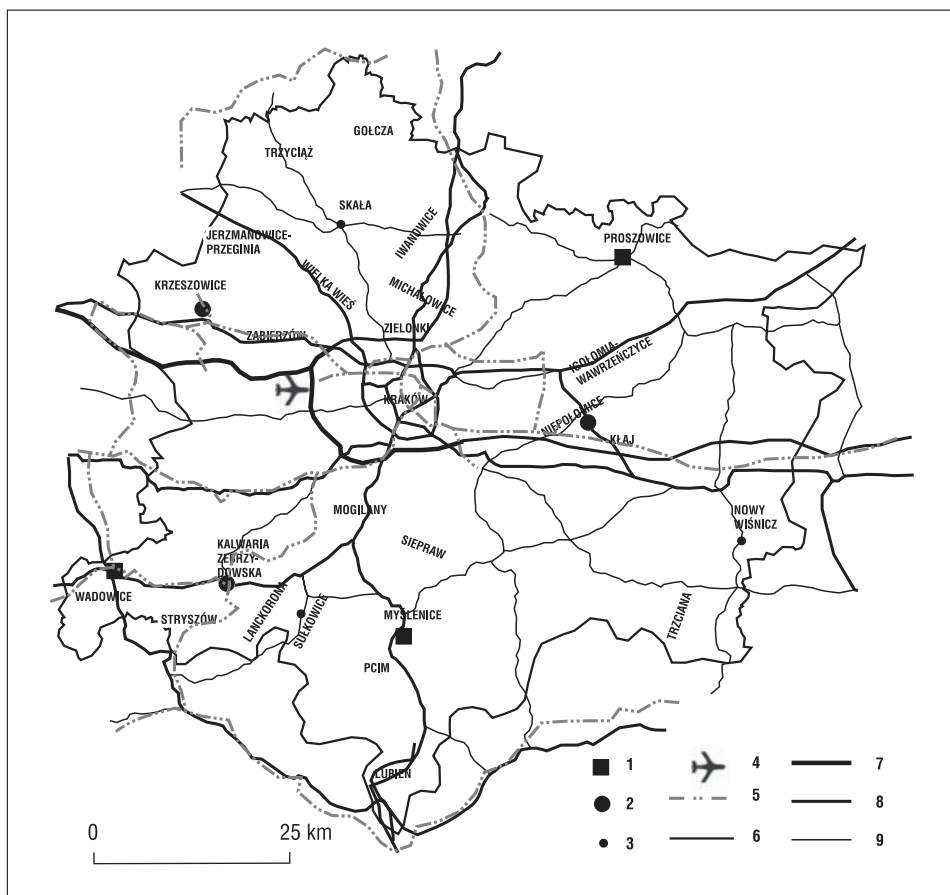 GOŁCZA
TRZYCIĄŻ
SKAŁA
IWANOWICE
JERZMANOWICE-
PRZEGINIA
PROSZOWICE
WIELKA WIEŚ
KRZESZOWICE
MICHAŁOWICE
ZIELONKI
ZABIERZÓW
IGOŁOMIA-
WAWRZEŃCZYCE
KRAKÓW
NIEPOŁOMICE
KŁAJ
MOGILANY
NOWY
WIŚNICZ
KALWARIA
ZEBRZY-
DOWSKA
SIEPRAW
WADOWICE
LANCKORONA
STRYSZÓW
SUŁKOWICE
MYŚLENICE
TRZCIANA
PCIM
LUBIEŃ
1
2
3
4
5
6
7
8
9
0
25 km